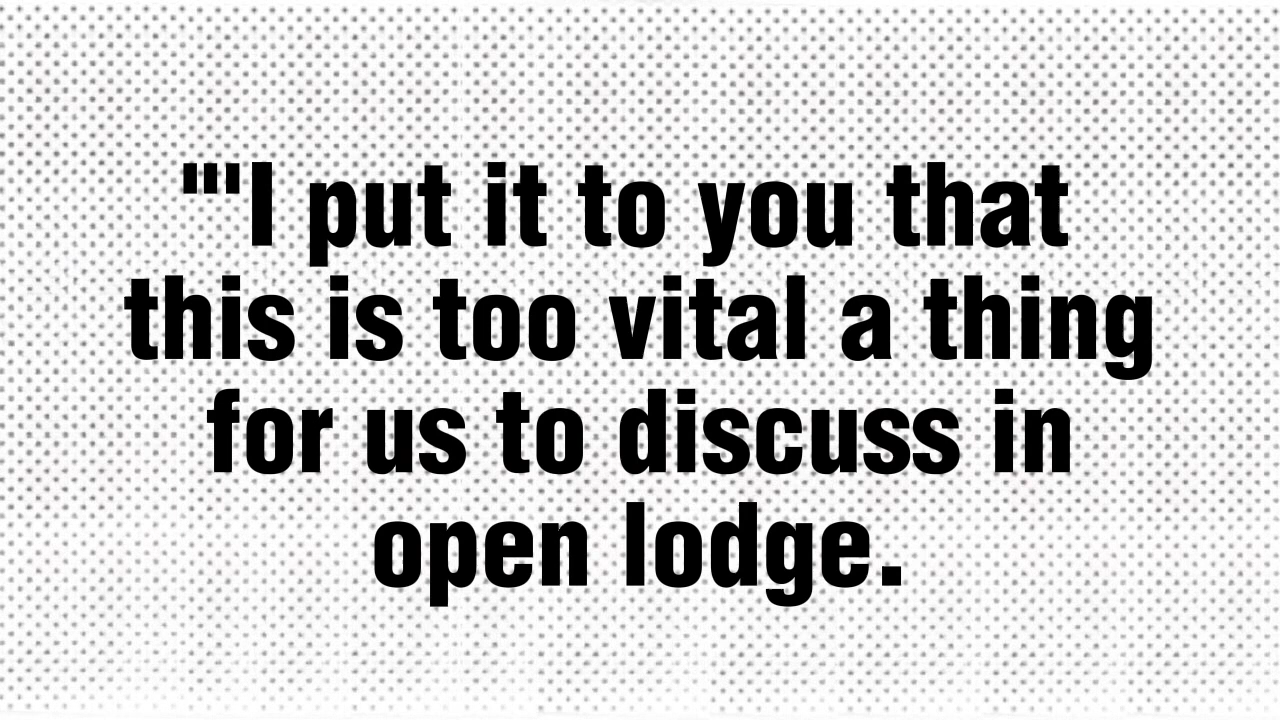 "'I put it to you that
this is too vital a thing
for us to discuss in
open lodge.